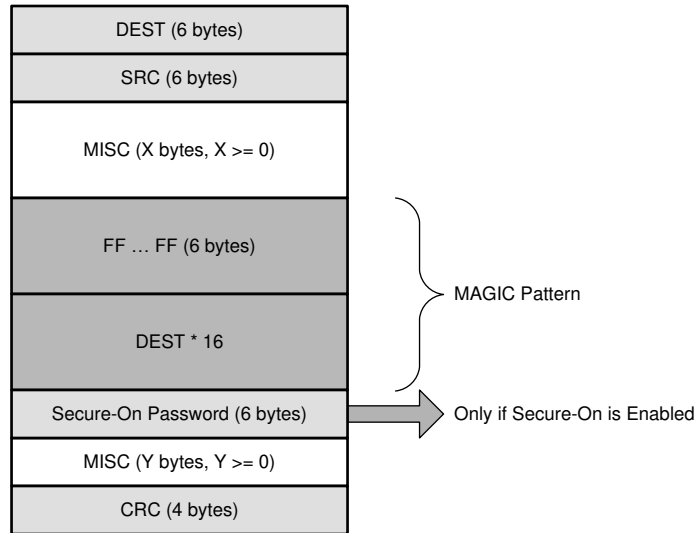 DEST (6 bytes)
SRC (6 bytes)
MISC (X bytes, X >= 0)
FF … FF (6 bytes)
MAGIC Pattern
DEST * 16
Secure-On Password (6 bytes)
Only if Secure-On is Enabled
MISC (Y bytes, Y >= 0)
CRC (4 bytes)